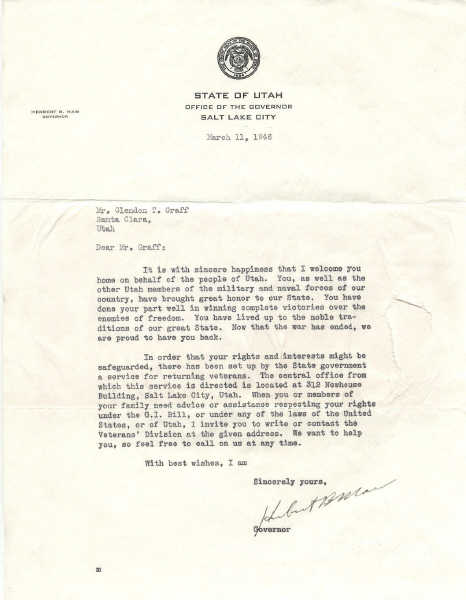 STATE OF UTAH
OFFICE OF THE GOVERNOR
SALT LAKE CITY
HERBERT B. MAW
GOVERNOR
March 11, 1946
Mr. Glendon T. Graff
Santa Clara,
Utah
Dear Mr. Graff:
It is with sincere happiness that I welcome you
home on behalf of the people of Utah. You, as well as the
other Utah members of the military and naval forces of our
country, have brought great honor to our State. You have
done your part well in winning complete victories over the
enemies of freedom. You have lived up to the noble tra-
ditions of our great State. Now that the war has ended, we
are proud to have you back.
In order that your rights and interests might be
safeguarded, there has been set up by the State government
a service for returning veterans. The central office from
which this service is directed is located at 312 Newhouse
Building, Salt Lake City, Utah. When you or members of
your family need advice or assistance respecting your rights
under the G.I. Bill, or under any of the laws of the United
States, or of Utah, I invite you to write or contact the
Veterans' Division at the given address. We want to help
you, so feel free to call on us at any time.
With best wishes, I am
Sincerely yours,
Herbert B Maw
Governor